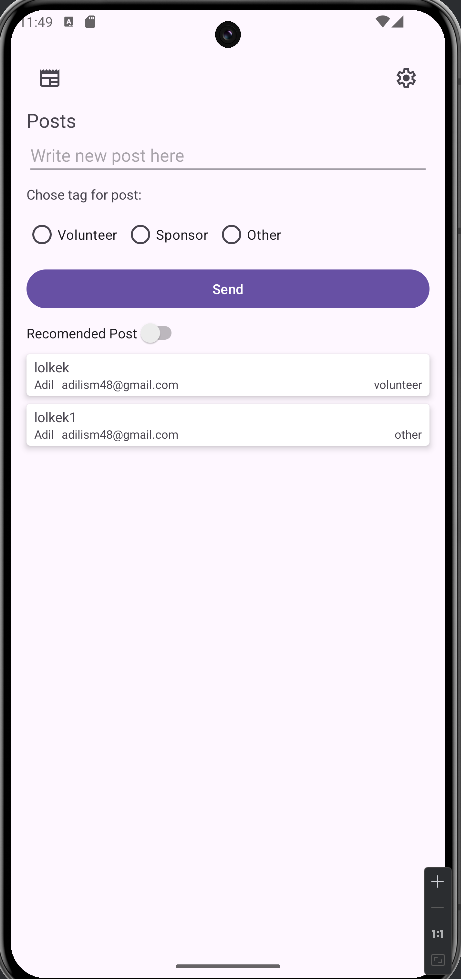 11:49
A
Posts
Write new post here
Chose tag for post:
Volunteer Sponsor Other
Send
Recomended Post
lolkek
Adil adilism48@gmail.com volunteer
lolkek1
Adil adilism48@gmail.com other
1:1